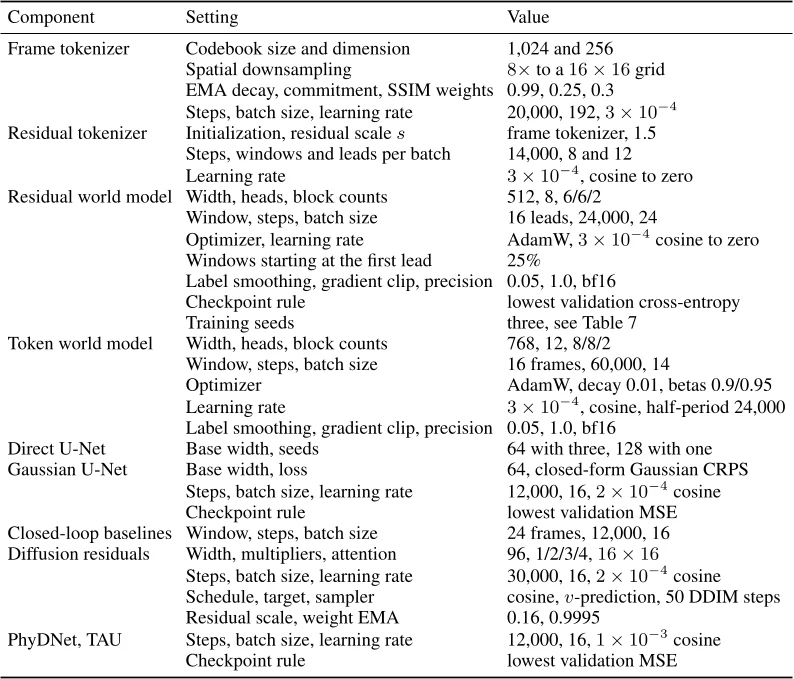 Component Setting Value
Frame tokenizer Codebook size and dimension 1,024 and 256
Spatial downsampling 8× to a 16 × 16 grid
EMA decay, commitment, SSIM weights 0.99, 0.25, 0.3
Steps, batch size, learning rate 20,000, 192, 3 × 10⁻⁴
Residual tokenizer Initialization, residual scale s frame tokenizer, 1.5
Steps, windows and leads per batch 14,000, 8 and 12
Learning rate 3 × 10⁻⁴, cosine to zero
Residual world model Width, heads, block counts 512, 8, 6/6/2
Window, steps, batch size 16 leads, 24,000, 24
Optimizer, learning rate AdamW, 3 × 10⁻⁴ cosine to zero
Windows starting at the first lead 25%
Label smoothing, gradient clip, precision 0.05, 1.0, bf16
Checkpoint rule lowest validation cross-entropy
Training seeds three, see Table 7
Token world model Width, heads, block counts 768, 12, 8/8/2
Window, steps, batch size 16 frames, 60,000, 14
Optimizer AdamW, decay 0.01, betas 0.9/0.95
Learning rate 3 × 10⁻⁴, cosine, half-period 24,000
Label smoothing, gradient clip, precision 0.05, 1.0, bf16
Direct U-Net Base width, seeds 64 with three, 128 with one
Gaussian U-Net Base width, loss 64, closed-form Gaussian CRPS
Steps, batch size, learning rate 12,000, 16, 2 × 10⁻⁴ cosine
Checkpoint rule lowest validation MSE
Closed-loop baselines Window, steps, batch size 24 frames, 12,000, 16
Diffusion residuals Width, multipliers, attention 96, 1/2/3/4, 16 × 16
Steps, batch size, learning rate 30,000, 16, 2 × 10⁻⁴ cosine
Schedule, target, sampler cosine, v-prediction, 50 DDIM steps
Residual scale, weight EMA 0.16, 0.9995
PhyDNet, TAU Steps, batch size, learning rate 12,000, 16, 1 × 10⁻³ cosine
Checkpoint rule lowest validation MSE